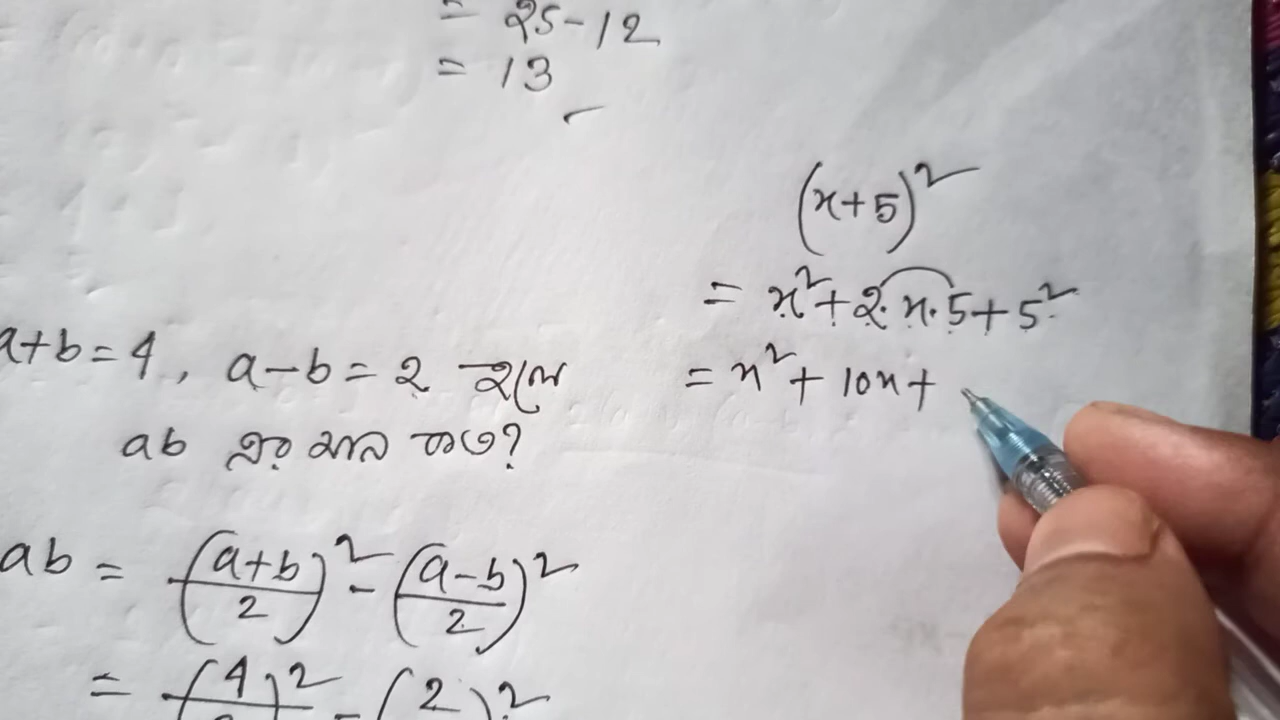 = 25-12
= 13
(x+5)²
= x²+2.x.5+5²
= x²+10x+
a+b=4, a-b=2 হলে
ab এর মান কত?
ab = (a+b/2)² - (a-b/2)²
= (4/2)² - (2